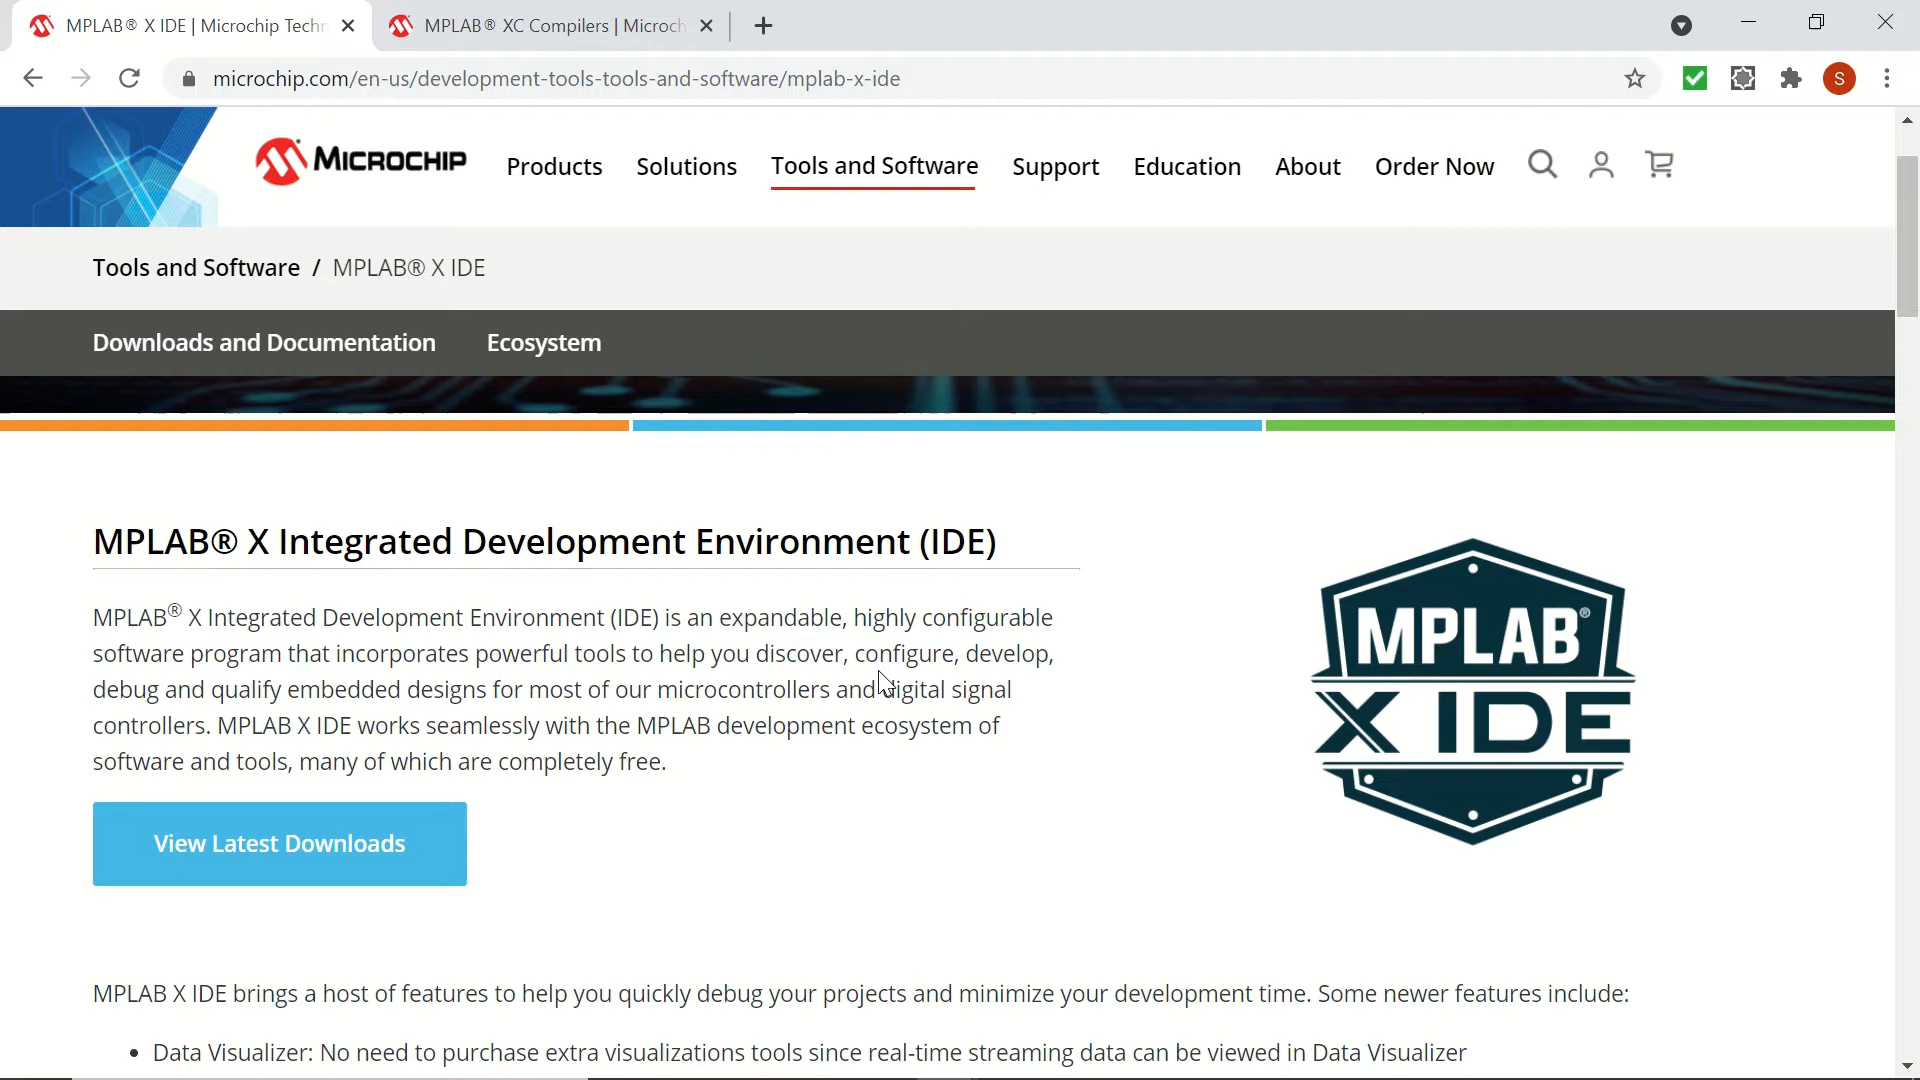 MPLAB® X IDE | Microchip Techn
MPLAB® XC Compilers | Microch
microchip.com/en-us/development-tools-tools-and-software/mplab-x-ide
S
MICROCHIP
Products Solutions Tools and Software Support Education About Order Now
Tools and Software / MPLAB® X IDE
Downloads and Documentation Ecosystem
MPLAB® X Integrated Development Environment (IDE)
MPLAB® X Integrated Development Environment (IDE) is an expandable, highly configurable
software program that incorporates powerful tools to help you discover, configure, develop,
debug and qualify embedded designs for most of our microcontrollers and digital signal
controllers. MPLAB X IDE works seamlessly with the MPLAB development ecosystem of
software and tools, many of which are completely free.
MPLAB®
X IDE
View Latest Downloads
MPLAB X IDE brings a host of features to help you quickly debug your projects and minimize your development time. Some newer features include:
• Data Visualizer: No need to purchase extra visualizations tools since real-time streaming data can be viewed in Data Visualizer